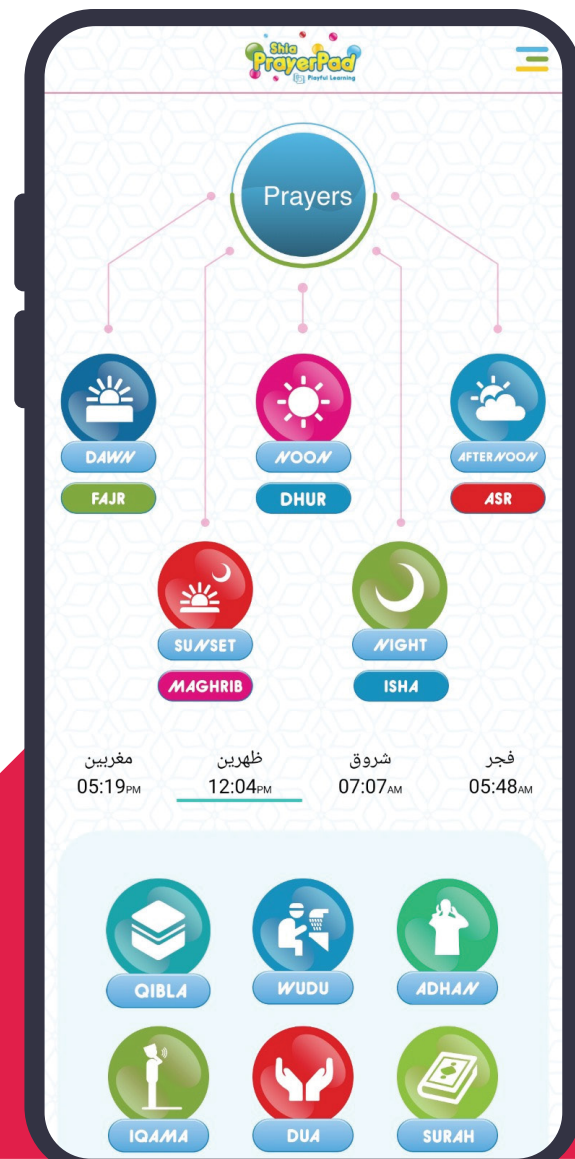 Shia
PrayerPad
Playful Learning
Prayers
DAWN
NOON
AFTERNOON
FAJR
DHUR
ASR
SUNSET
NIGHT
MAGHRIB
ISHA
فجر
شروق
ظهرين
مغربين
05:19PM
12:04PM
07:07AM
05:48AM
QIBLA
WUDU
ADHAN
IQAMA
DUA
SURAH